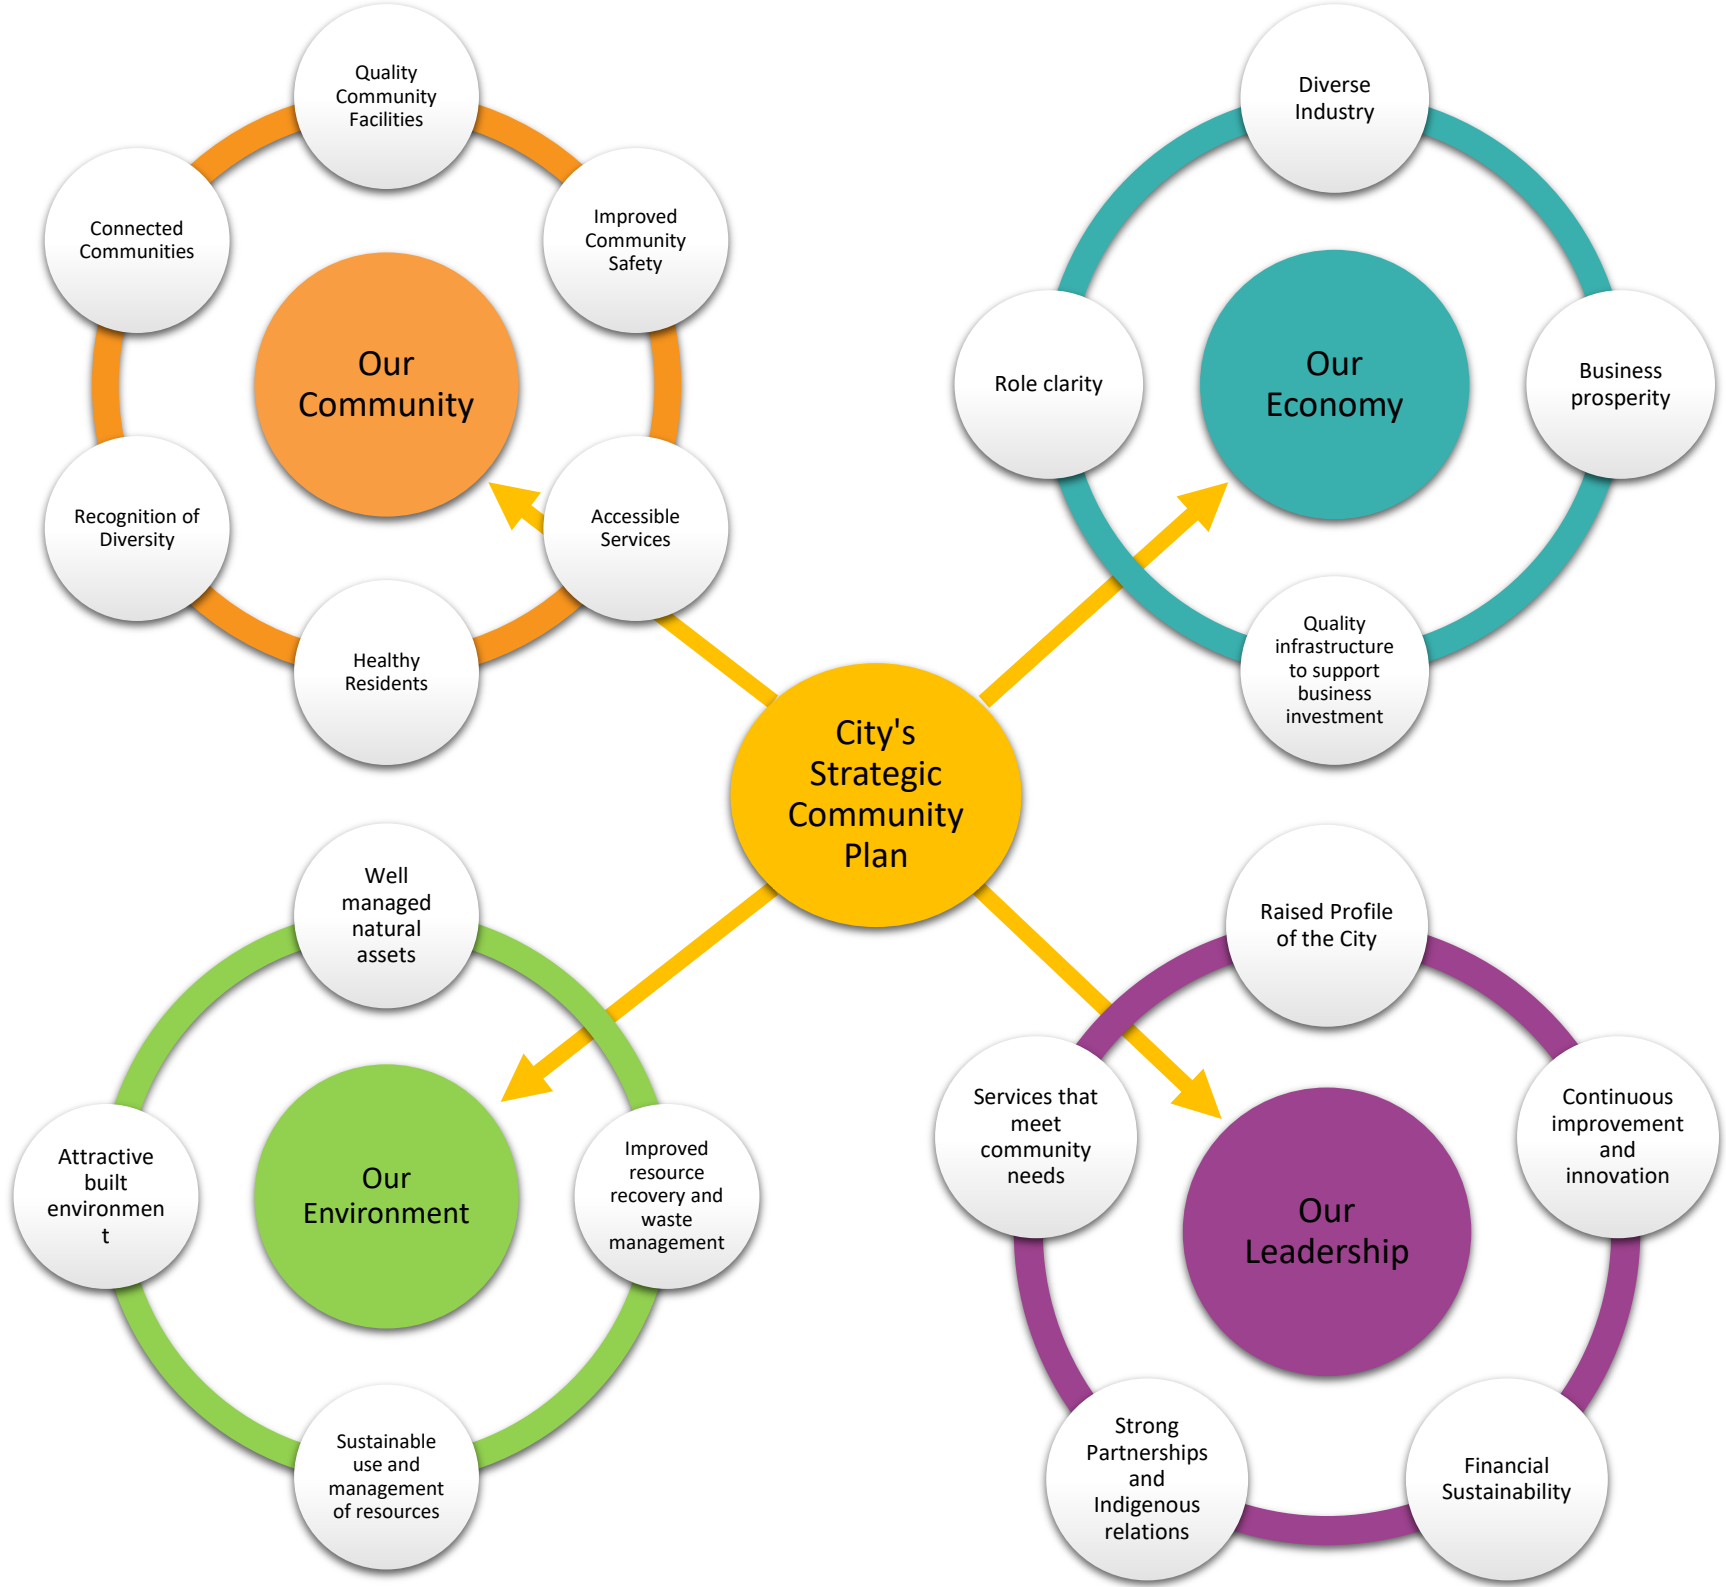 Quality
Community
Facilities
Connected
Communities
Improved
Community
Safety
Our
Community
Recognition of
Diversity
Accessible
Services
Healthy
Residents
Diverse
Industry
Role clarity
Our
Economy
Business
prosperity
Quality
infrastructure
to support
business
investment
City's
Strategic
Community
Plan
Well
managed
natural
assets
Attractive
built
environmen
t
Our
Environment
Improved
resource
recovery and
waste
management
Sustainable
use and
management
of resources
Raised Profile
of the City
Services that
meet
community
needs
Continuous
improvement
and
innovation
Our
Leadership
Strong
Partnerships
and
Indigenous
relations
Financial
Sustainability